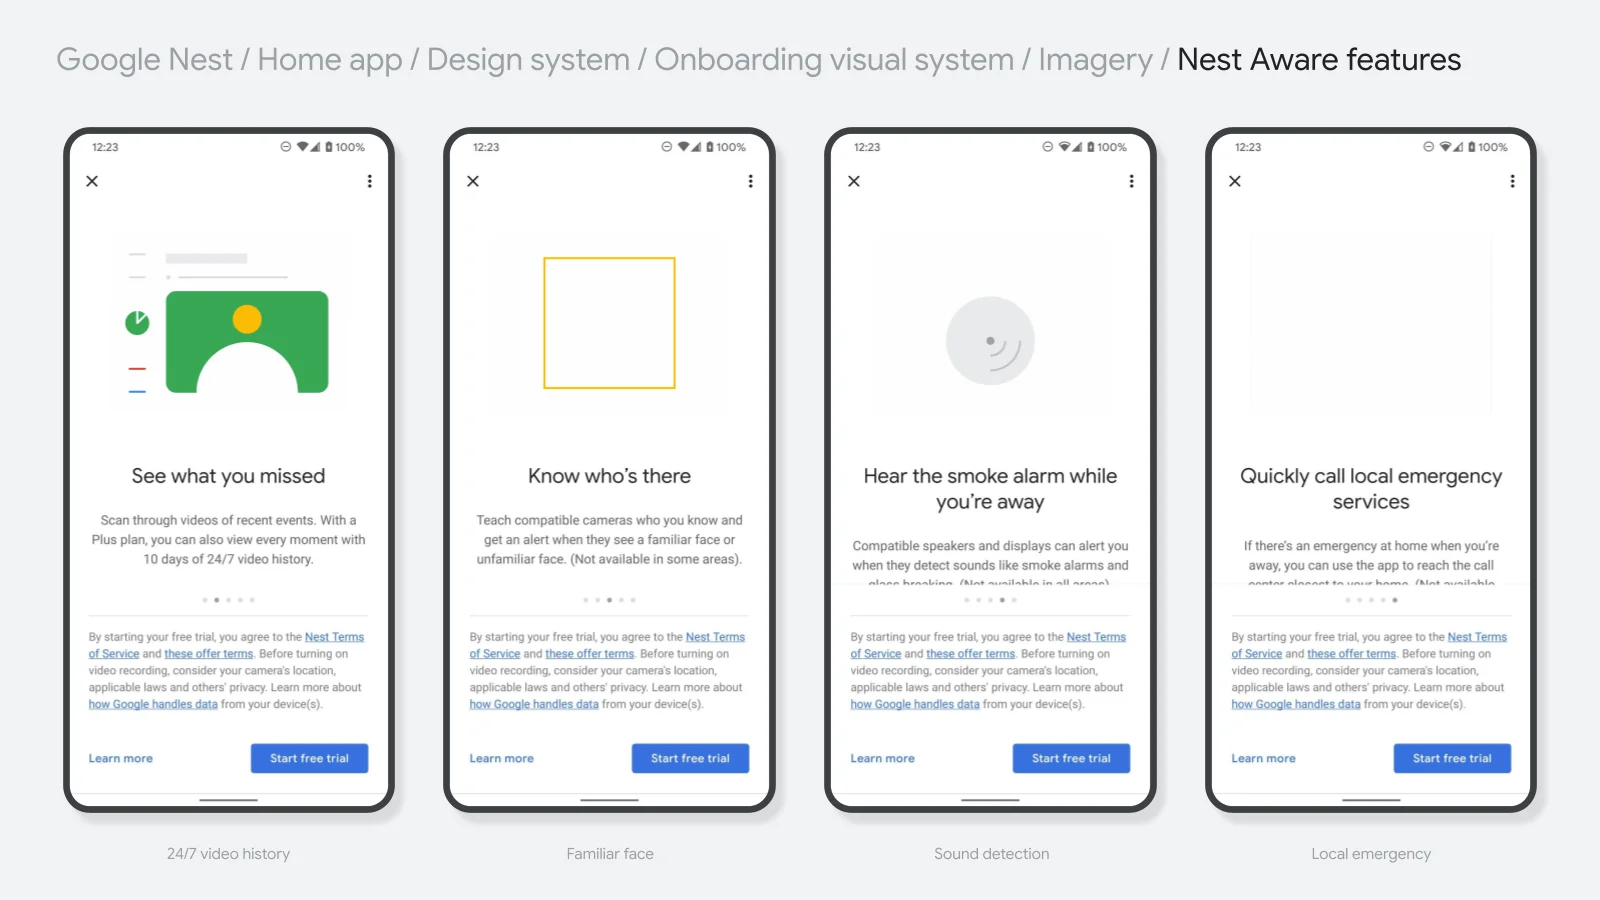 Google Nest / Home app / Design system / Onboarding visual system / Imagery / Nest Aware features
12:23
100%
See what you missed
Scan through videos of recent events. With a
Plus plan, you can also view every moment with
10 days of 24/7 video history.
By starting your free trial, you agree to the Nest Terms
of Service and these offer terms. Before turning on
video recording, consider your camera's location,
applicable laws and others' privacy. Learn more about
how Google handles data from your device(s).
Learn more
Start free trial
24/7 video history
12:23
100%
Know who's there
Teach compatible cameras who you know and
get an alert when they see a familiar face or
unfamiliar face. (Not available in some areas).
By starting your free trial, you agree to the Nest Terms
of Service and these offer terms. Before turning on
video recording, consider your camera's location,
applicable laws and others' privacy. Learn more about
how Google handles data from your device(s).
Learn more
Start free trial
Familiar face
12:23
100%
Hear the smoke alarm while
you're away
Compatible speakers and displays can alert you
when they detect sounds like smoke alarms and
glass breaking. (Not available in all areas)
By starting your free trial, you agree to the Nest Terms
of Service and these offer terms. Before turning on
video recording, consider your camera's location,
applicable laws and others' privacy. Learn more about
how Google handles data from your device(s).
Learn more
Start free trial
Sound detection
12:23
100%
Quickly call local emergency
services
If there's an emergency at home when you're
away, you can use the app to reach the call
center closest to your home. (Not available
By starting your free trial, you agree to the Nest Terms
of Service and these offer terms. Before turning on
video recording, consider your camera's location,
applicable laws and others' privacy. Learn more about
how Google handles data from your device(s).
Learn more
Start free trial
Local emergency